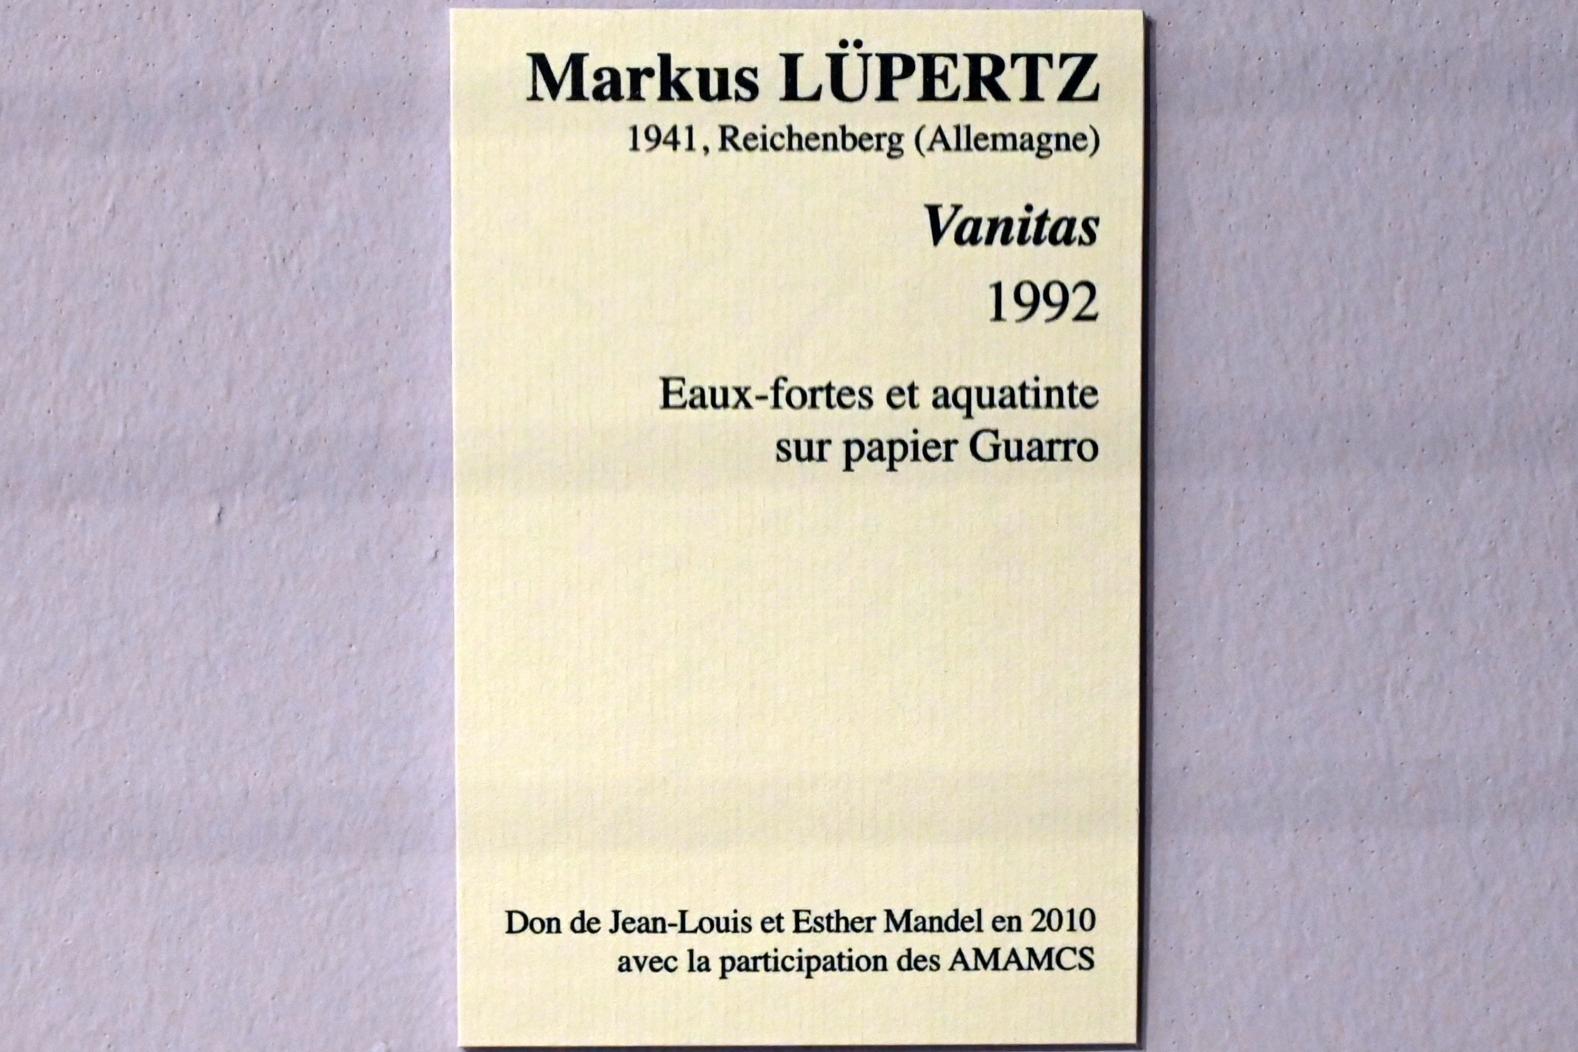 Markus LÜPERTZ
1941, Reichenberg (Allemagne)
Vanitas
1992
Eaux-fortes et aquatinte
sur papier Guarro
Don de Jean-Louis et Esther Mandel en 2010
avec la participation des AMAMCS